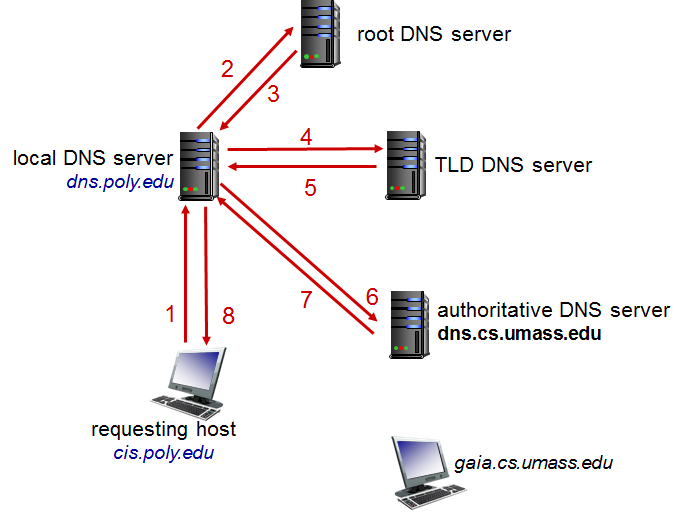 root DNS server
2
3
local DNS server
dns.poly.edu
4
5
TLD DNS server
6
7
1
8
authoritative DNS server
dns.cs.umass.edu
requesting host
cis.poly.edu
gaia.cs.umass.edu